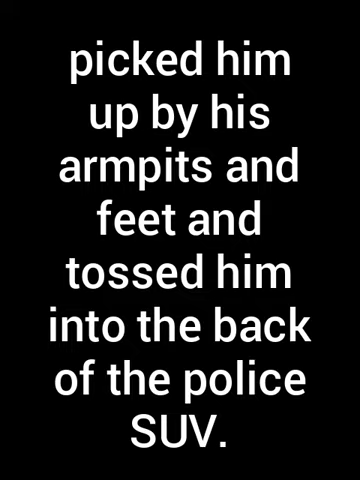 picked him
up by his
armpits and
feet and
tossed him
into the back
of the police
SUV.